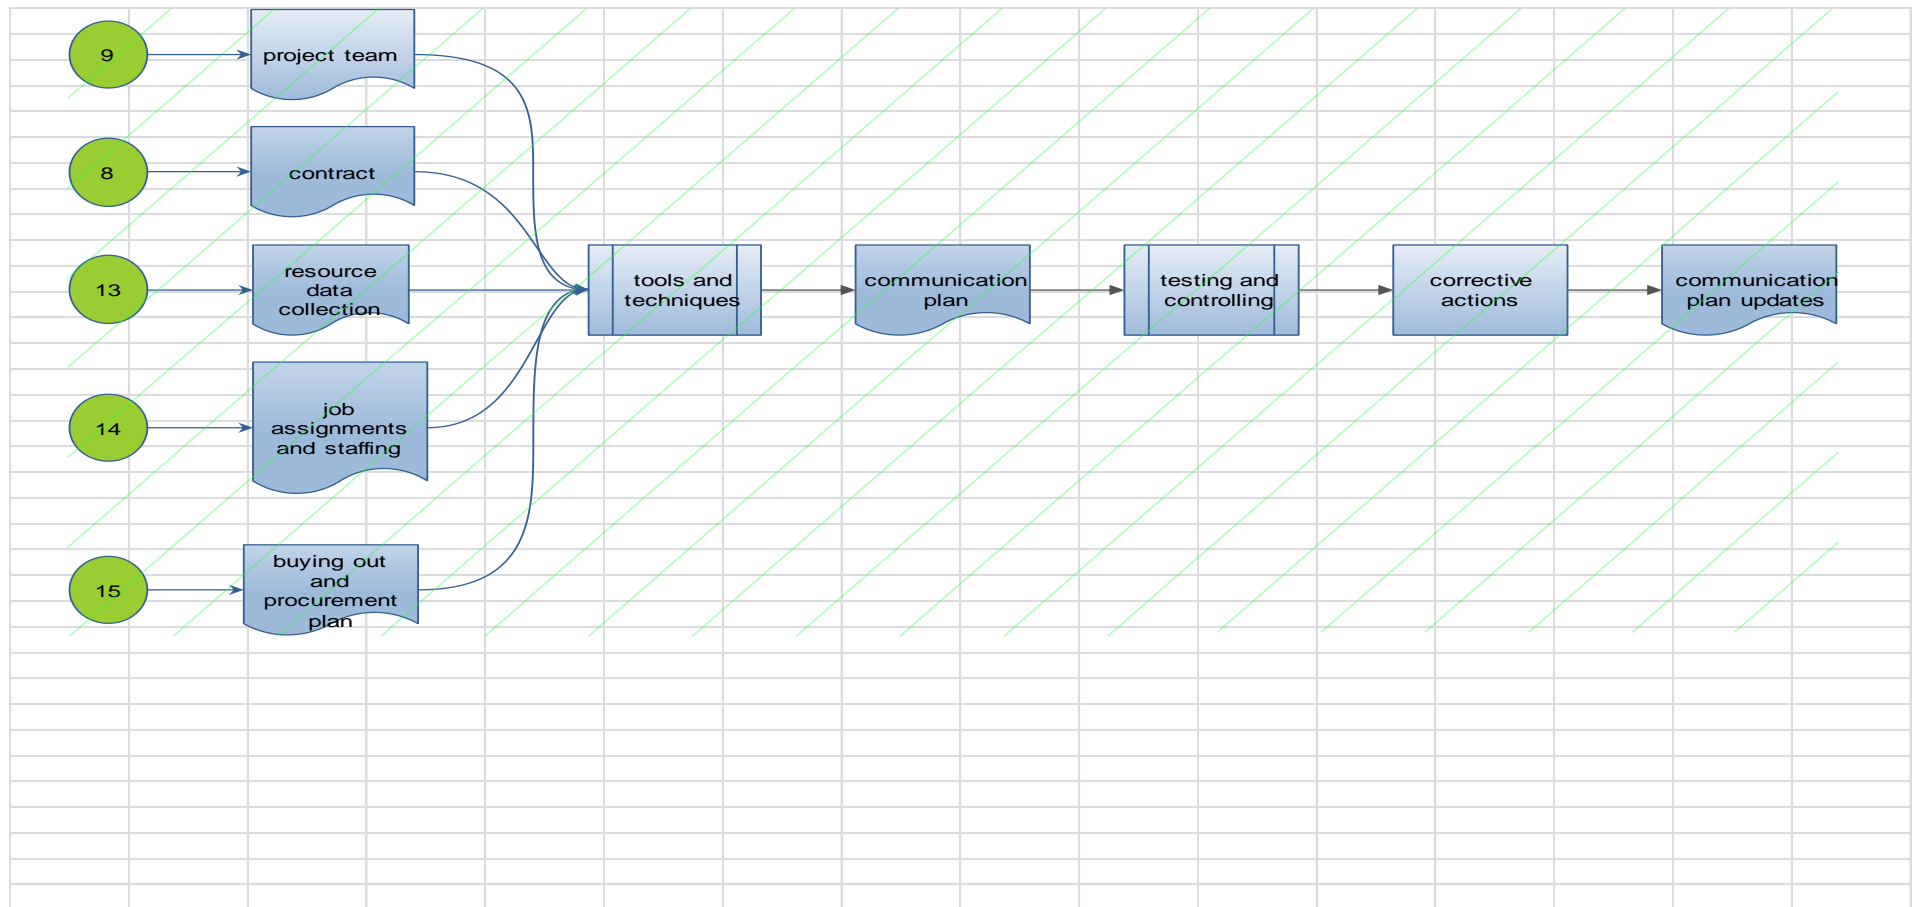 9
project team
8
contract
13
resource
data
collection
tools and
techniques
communication
plan
testing and
controlling
corrective
actions
communication
plan updates
14
job
assignments
and staffing
15
buying out
and
procurement
plan